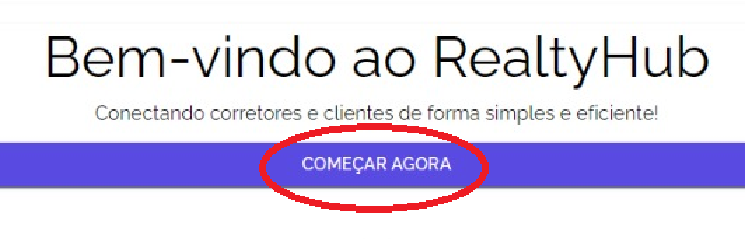 Bem-vindo ao RealtyHub
Conectando corretores e clientes de forma simples e eficiente!
COMEÇAR AGORA